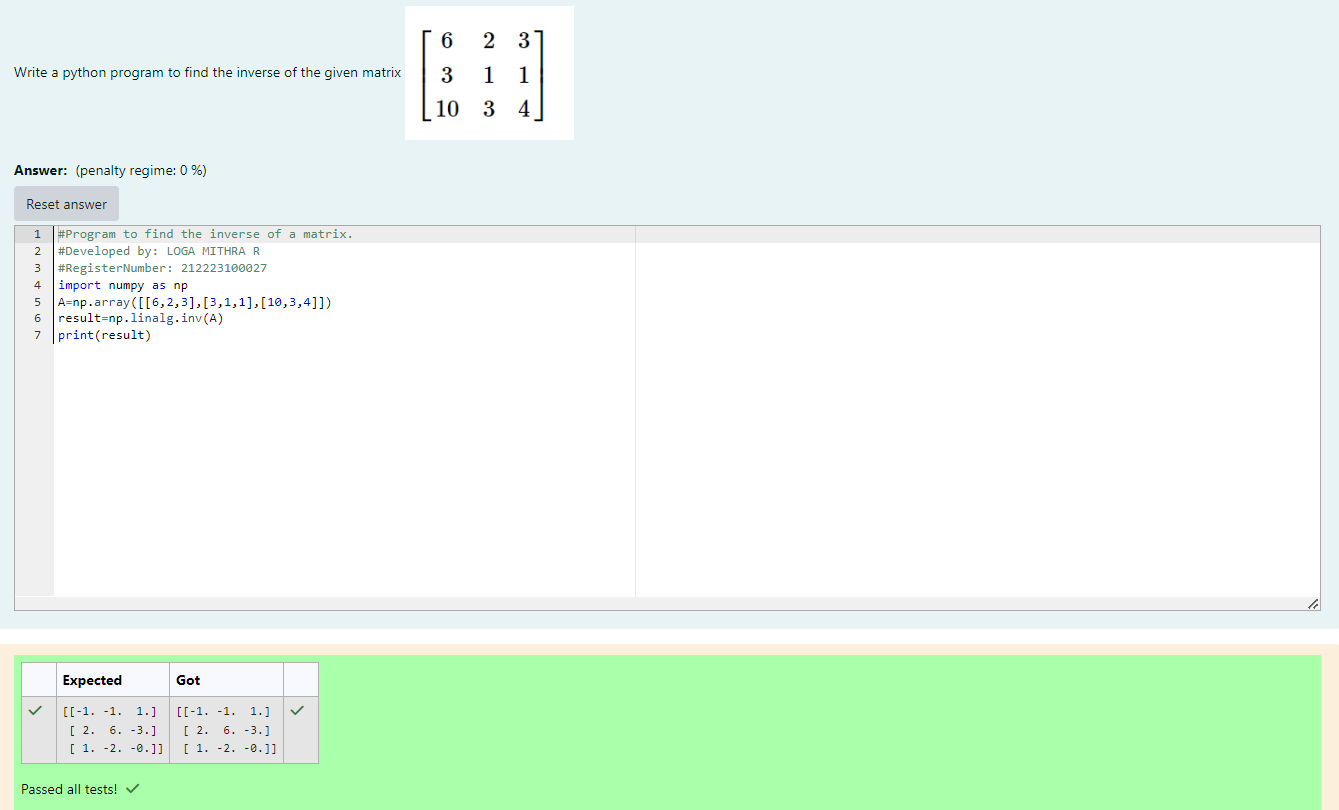 Write a python program to find the inverse of the given matrix
6 2 3
3 1 1
10 3 4
Answer: (penalty regime: 0 %)
Reset answer
1 #Program to find the inverse of a matrix.
2 #Developed by: LOGA MITHRA R
3 #RegisterNumber: 212223100027
4 import numpy as np
5 A=np.array([[6,2,3],[3,1,1],[10,3,4]])
6 result=np.linalg.inv(A)
7 print(result)
Expected Got
[[-1. -1.  1.] [[-1. -1.  1.]
[ 2.  6. -3.] [ 2.  6. -3.]
[ 1. -2. -0.]] [ 1. -2. -0.]]
Passed all tests!